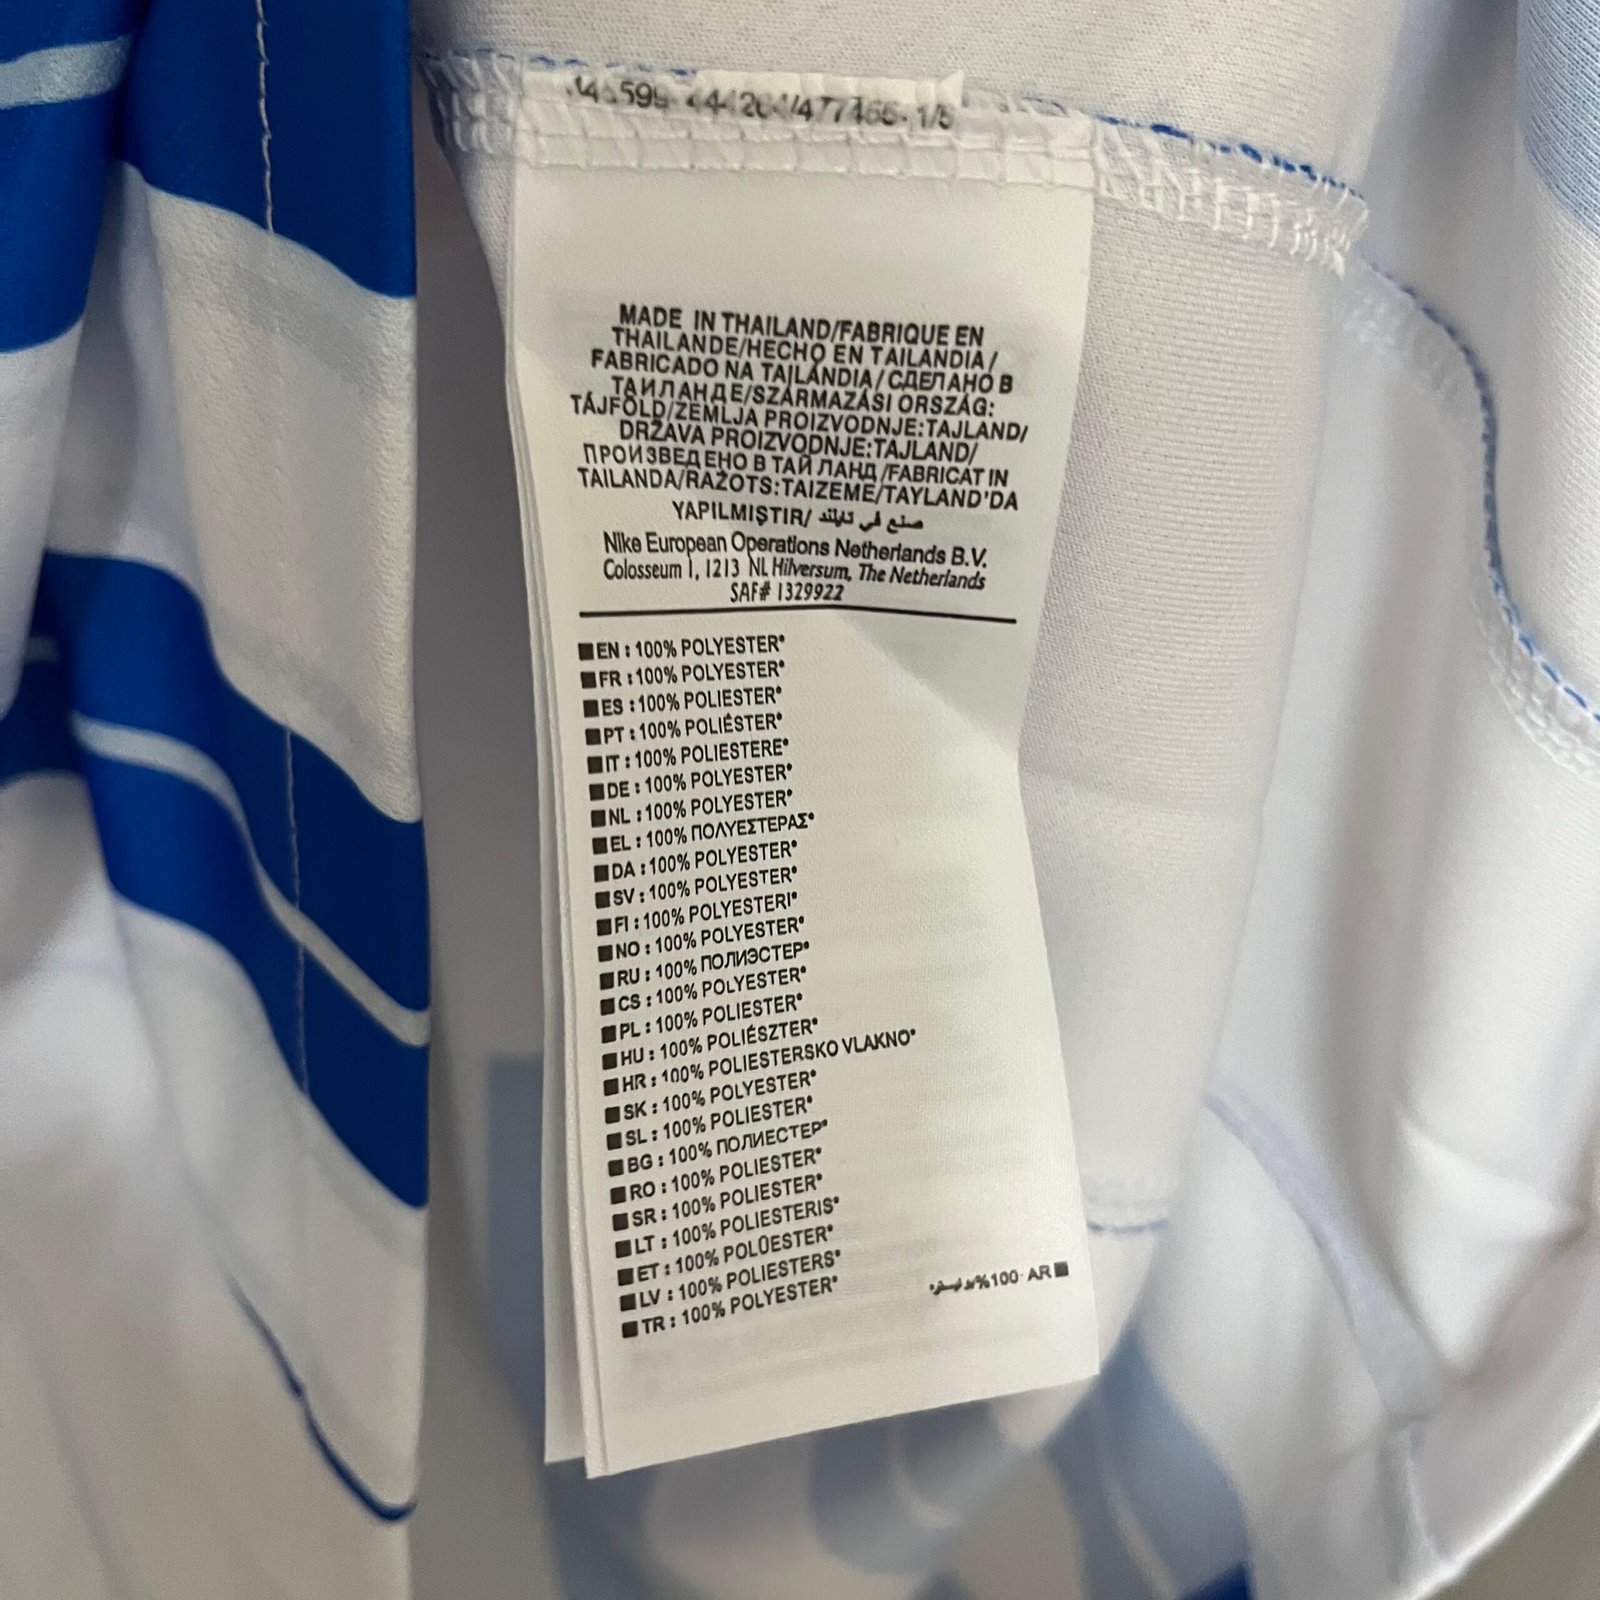 MADE IN THAILAND/FABRIQUE EN
THAILANDE/HECHO EN TAILANDIA/
FABRICADO NA TAILÂNDIA/СДЕЛАНО В
ТАИЛАНДЕ/SZÁRMAZÁSI ORSZÁG:
TÁJFÖLD/ZEMLJA PROIZVODNJE:TAJLAND/
DRŽAVA PROIZVODNJE:TAJLAND/
ПРОИЗВЕДЕНО В ТАЙЛАНД/FABRICAT IN
TAILANDA/RAŽOTS:TAIZEME/TAYLAND'DA
YAPILMIŞTIR/ صنع في تايلند
Nike European Operations Netherlands B.V.
Colosseum 1, 1213 NL Hilversum, The Netherlands
SAF# 1329922
EN : 100% POLYESTER*
FR : 100% POLYESTER*
ES : 100% POLIESTER*
PT : 100% POLIÉSTER*
IT : 100% POLIESTERE*
DE : 100% POLYESTER*
NL : 100% POLYESTER*
EL : 100% ΠΟΛΥΕΣΤΕΡΑΣ*
DA : 100% POLYESTER*
SV : 100% POLYESTER*
FI : 100% POLYESTERI*
NO : 100% POLYESTER*
RU : 100% ПОЛИЭСТЕР*
CS : 100% POLYESTER*
PL : 100% POLIESTER*
HU : 100% POLIÉSZTER*
HR : 100% POLIESTERSKO VLAKNO*
SK : 100% POLYESTER*
SL : 100% POLIESTER*
BG : 100% ПОЛИЕСТЕР*
RO : 100% POLIESTER*
SR : 100% POLIESTER*
LT : 100% POLIESTERIS*
ET : 100% POLÜESTER*
LV : 100% POLIESTERS*
TR : 100% POLYESTER*
AR 100%